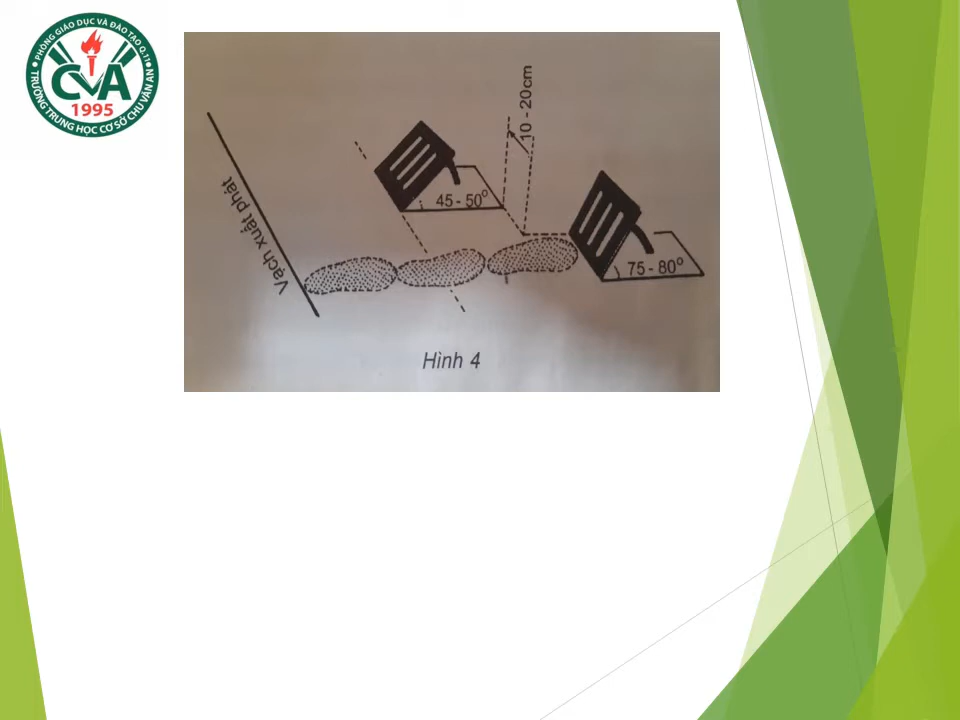 PHÒNG GIÁO DỤC VÀ ĐÀO TẠO Q.11
CVA
1995
TRƯỜNG TRUNG HỌC CƠ SỞ CHU VĂN AN
10 - 20cm
45 - 50°
Vạch xuất phát
75 - 80°
Hình 4